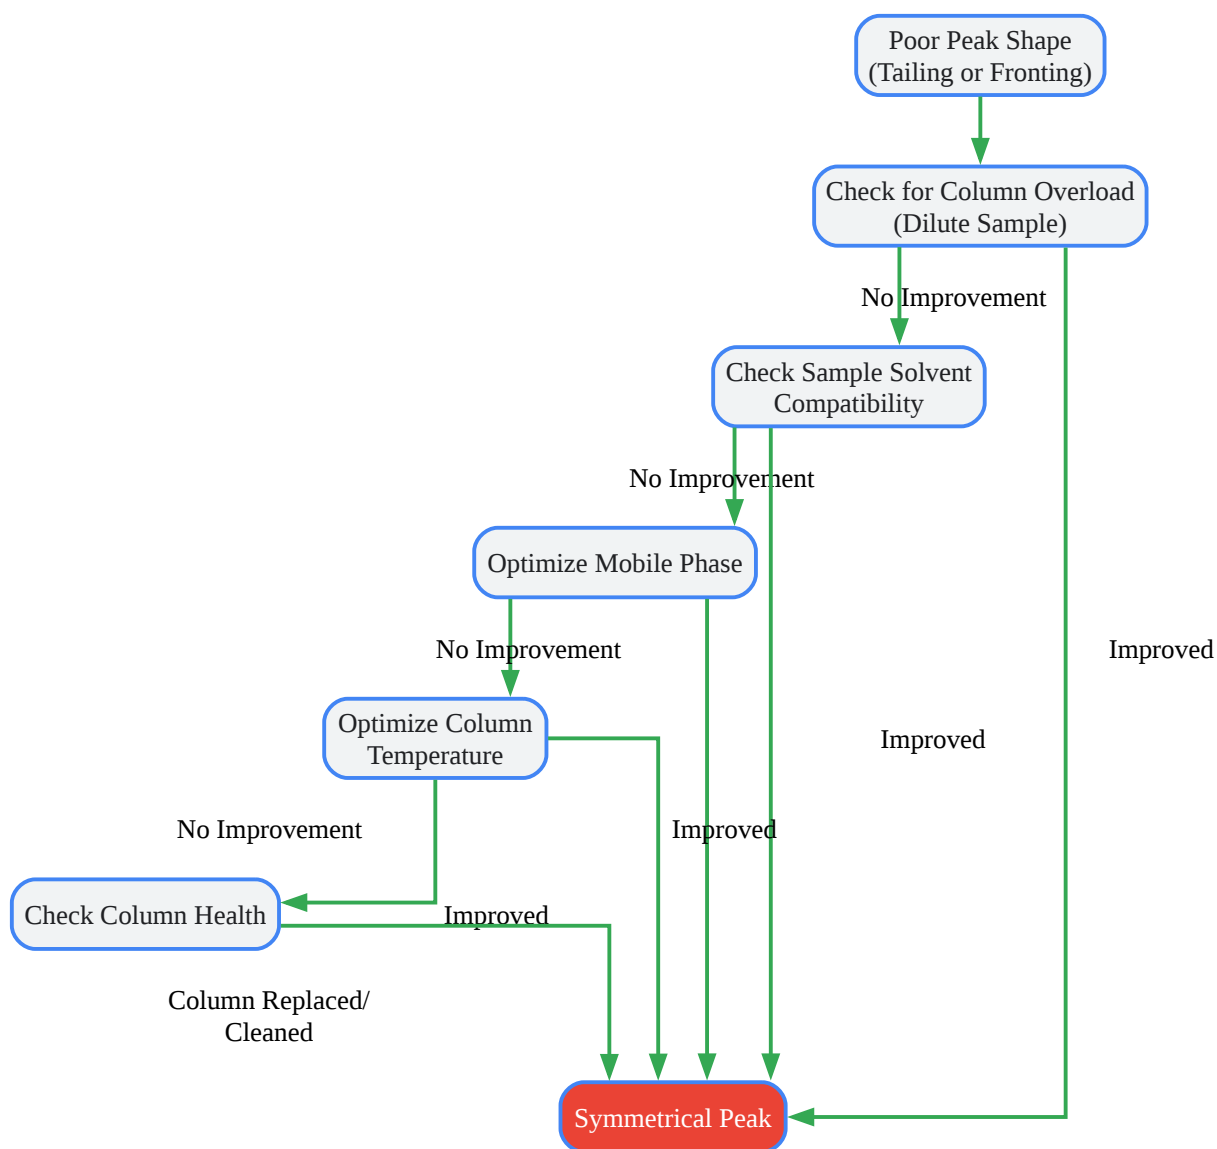 Poor Peak Shape
(Tailing or Fronting)
Check for Column Overload
(Dilute Sample)
No Improvement
Check Sample Solvent
Compatibility
No Improvement
Optimize Mobile Phase
No Improvement
Improved
Optimize Column
Temperature
Improved
No Improvement
Improved
Check Column Health
Improved
Column Replaced/
Cleaned
Symmetrical Peak